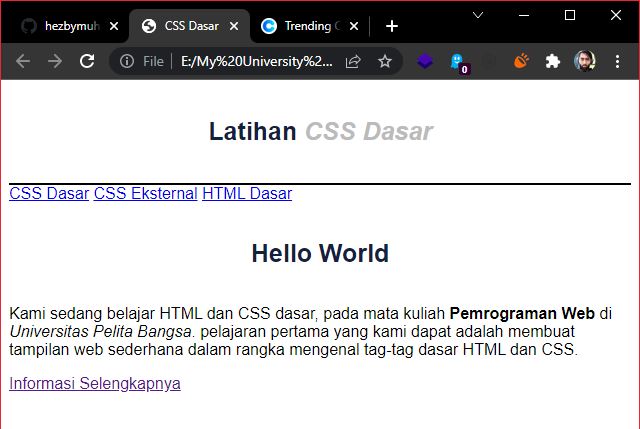 hezbymuh
CSS Dasar
Trending C
File
E:/My%20University%2...
0
Latihan CSS Dasar
CSS Dasar CSS Eksternal HTML Dasar
Hello World
Kami sedang belajar HTML dan CSS dasar, pada mata kuliah Pemrograman Web di
Universitas Pelita Bangsa. pelajaran pertama yang kami dapat adalah membuat
tampilan web sederhana dalam rangka mengenal tag-tag dasar HTML dan CSS.
Informasi Selengkapnya